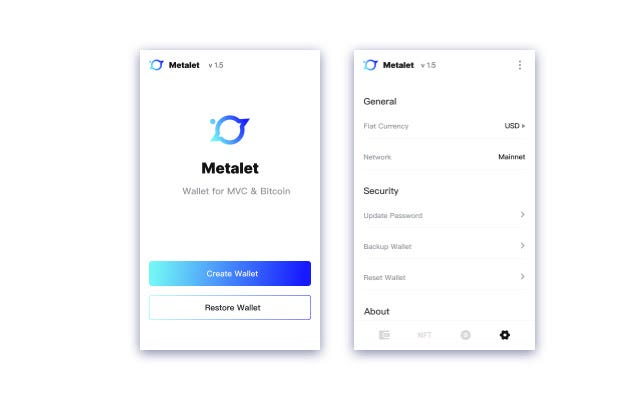 Metalet v 1.5
Metalet
Wallet for MVC & Bitcoin
Create Wallet
Restore Wallet
Metalet v 1.5
General
Fiat Currency USD
Network Mainnet
Security
Update Password
Backup Wallet
Reset Wallet
About
NFT